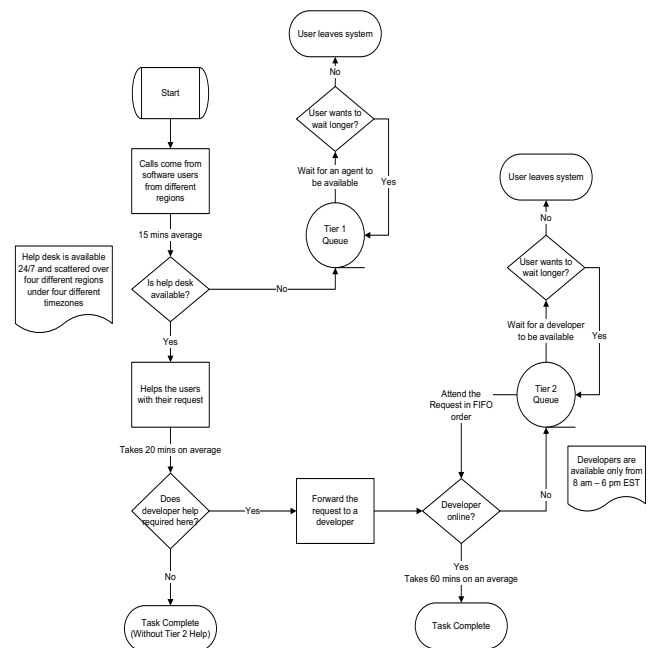 User leaves system
No
Start
User wants to
wait longer?
Calls come from
software users
from different
regions
Wait for an agent to
be available
Yes
User leaves system
15 mins average
Tier 1
Queue
No
Help desk is available
24/7 and scattered over
four different regions
under four different
timezones
Is help desk
available?
No
User wants to
wait longer?
Yes
Wait for a developer
to be available
Yes
Helps the users
with their request
Attend the
Request in FIFO
order
Tier 2
Queue
Takes 20 mins on average
Developers are
available only from
8 am – 6 pm EST
Does
developer help
required here?
Yes
Forward the
request to a
developer
Developer
online?
No
No
Yes
Takes 60 mins on an average
Task Complete
(Without Tier 2 Help)
Task Complete